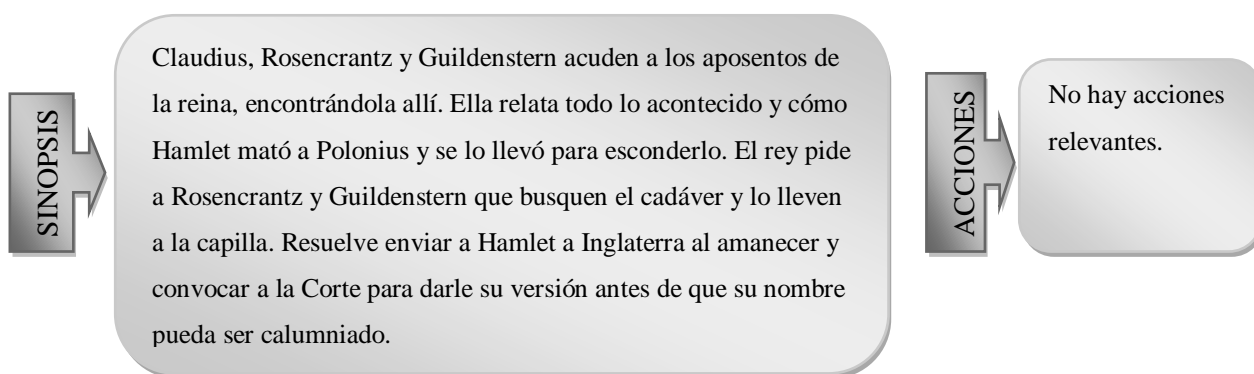 SINOPSIS
Claudius, Rosencrantz y Guildenstern acuden a los aposentos de
la reina, encontrándola allí. Ella relata todo lo acontecido y cómo
Hamlet mató a Polonius y se lo llevó para esconderlo. El rey pide
a Rosencrantz y Guildenstern que busquen el cadáver y lo lleven
a la capilla. Resuelve enviar a Hamlet a Inglaterra al amanecer y
convocar a la Corte para darle su versión antes de que su nombre
pueda ser calumniado.
ACCIONES
No hay acciones
relevantes.